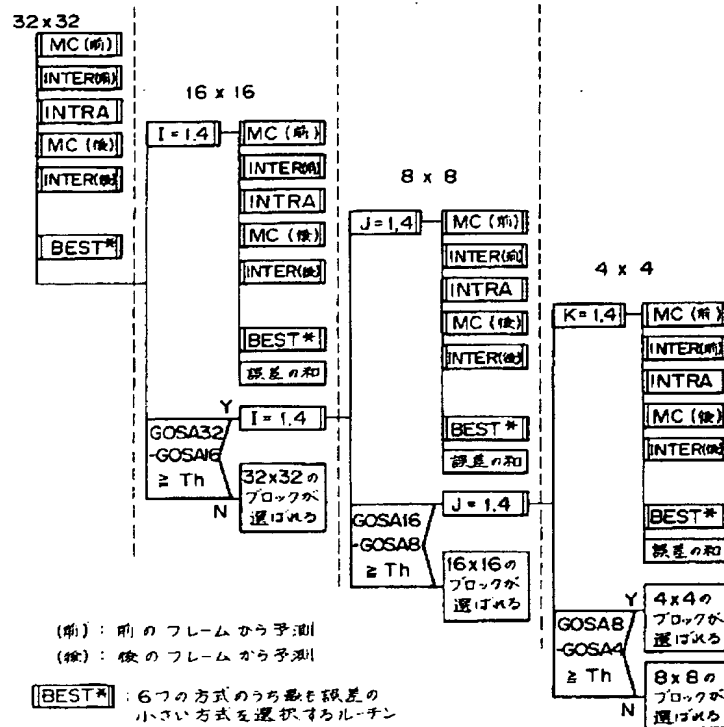 32x32
MC (前)
INTER(前)
INTRA
MC (後)
INTER(後)
BEST*
16 x 16
I = 1.4
MC (前)
INTER(前)
INTRA
MC (後)
INTER(後)
BEST*
誤差の和
GOSA32
-GOSA16
≧ Th
Y
I = 1.4
N
32x32の
ブロックが
選ばれる
8 x 8
J = 1,4
MC (前)
INTER(前)
INTRA
MC (後)
INTER(後)
BEST*
誤差の和
GOSA16
-GOSA8
≧ Th
J = 1.4
16x16の
ブロックが
選ばれる
4 x 4
K = 1.4
MC (前)
INTER(前)
INTRA
MC (後)
INTER(後)
BEST*
誤差の和
GOSA8
-GOSA4
≧ Th
Y
4x4の
ブロックが
選ばれる
N
8x8の
ブロックが
選ばれる
(前) : 前のフレームから予測
(後) : 後のフレームから予測
BEST* : 6つの方式のうち最も誤差の
小さい方式を選択するルーチン